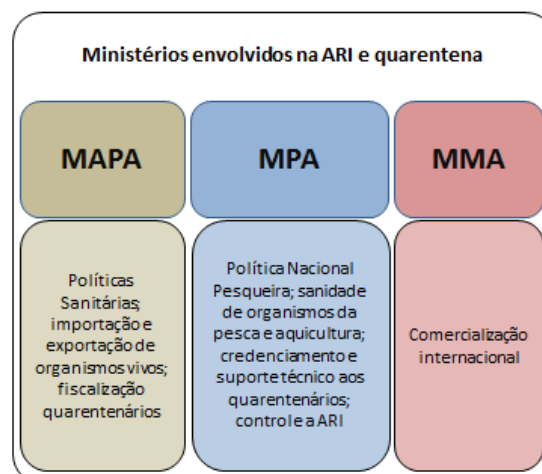 Ministérios envolvidos na ARI e quarentena
MAPA
MPA
MMA
Políticas
Sanitárias;
importação e
exportação de
organismos vivos;
fiscalização
quarentenários
Política Nacional
Pesqueira; sanidade
de organismos da
pesca e aquicultura;
credenciamento e
suporte técnico aos
quarentenários;
controle a ARI
Comercialização
internacional